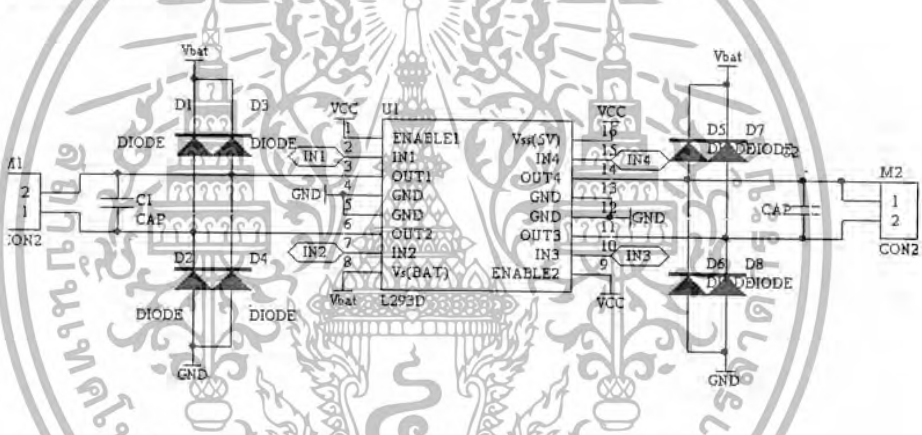 Vbat
D1 D3
DIODE DIODE
M1
2
1
CON2
C1
CAP
D2 D4
DIODE DIODE
GND
VCC U1 VCC
1 ENABLE1 Vss(5V) 16
IN1 2 IN1 IN4 15 IN4
3 OUT1 OUT4 14
GND 4 GND GND 13
5 GND GND 12 GND
6 OUT2 OUT3 11
IN2 7 IN2 IN3 10 IN3
8 Vs(BAT) ENABLE2 9
Vbat L293D VCC
Vbat
D5 D7
DIODE
CAP
M2
1
2
CON2
D6 D8
DIODE
GND